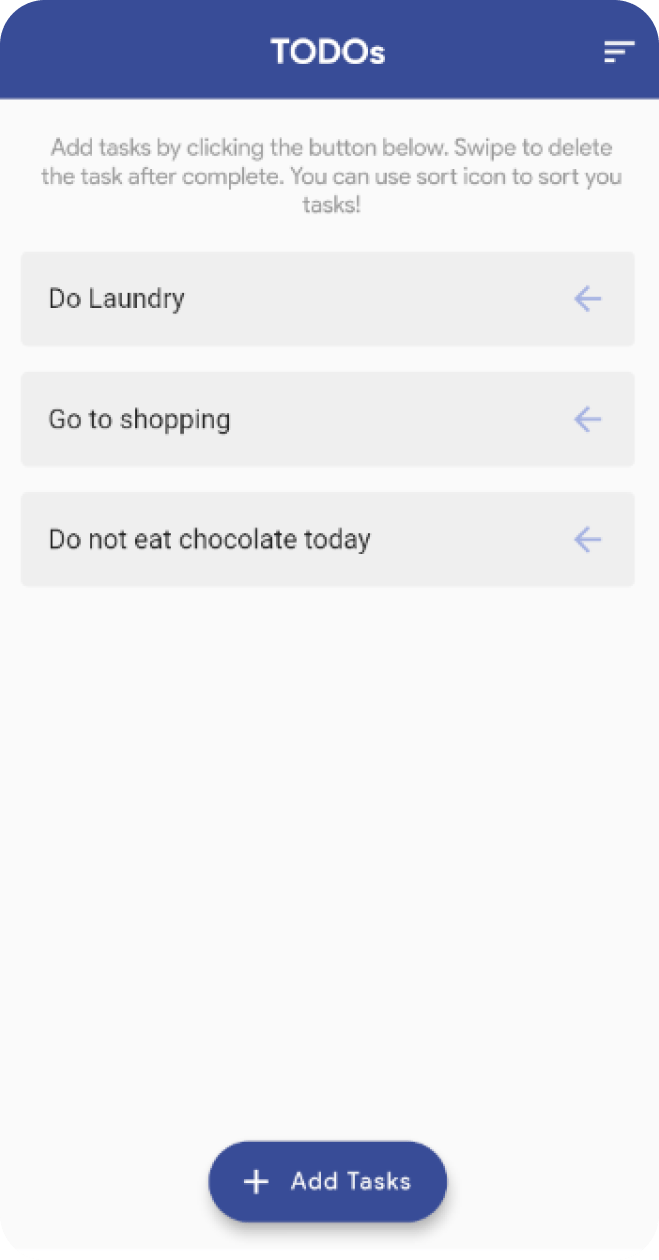 TODOs
Add tasks by clicking the button below. Swipe to delete
the task after complete. You can use sort icon to sort you
tasks!
Do Laundry
Go to shopping
Do not eat chocolate today
Add Tasks